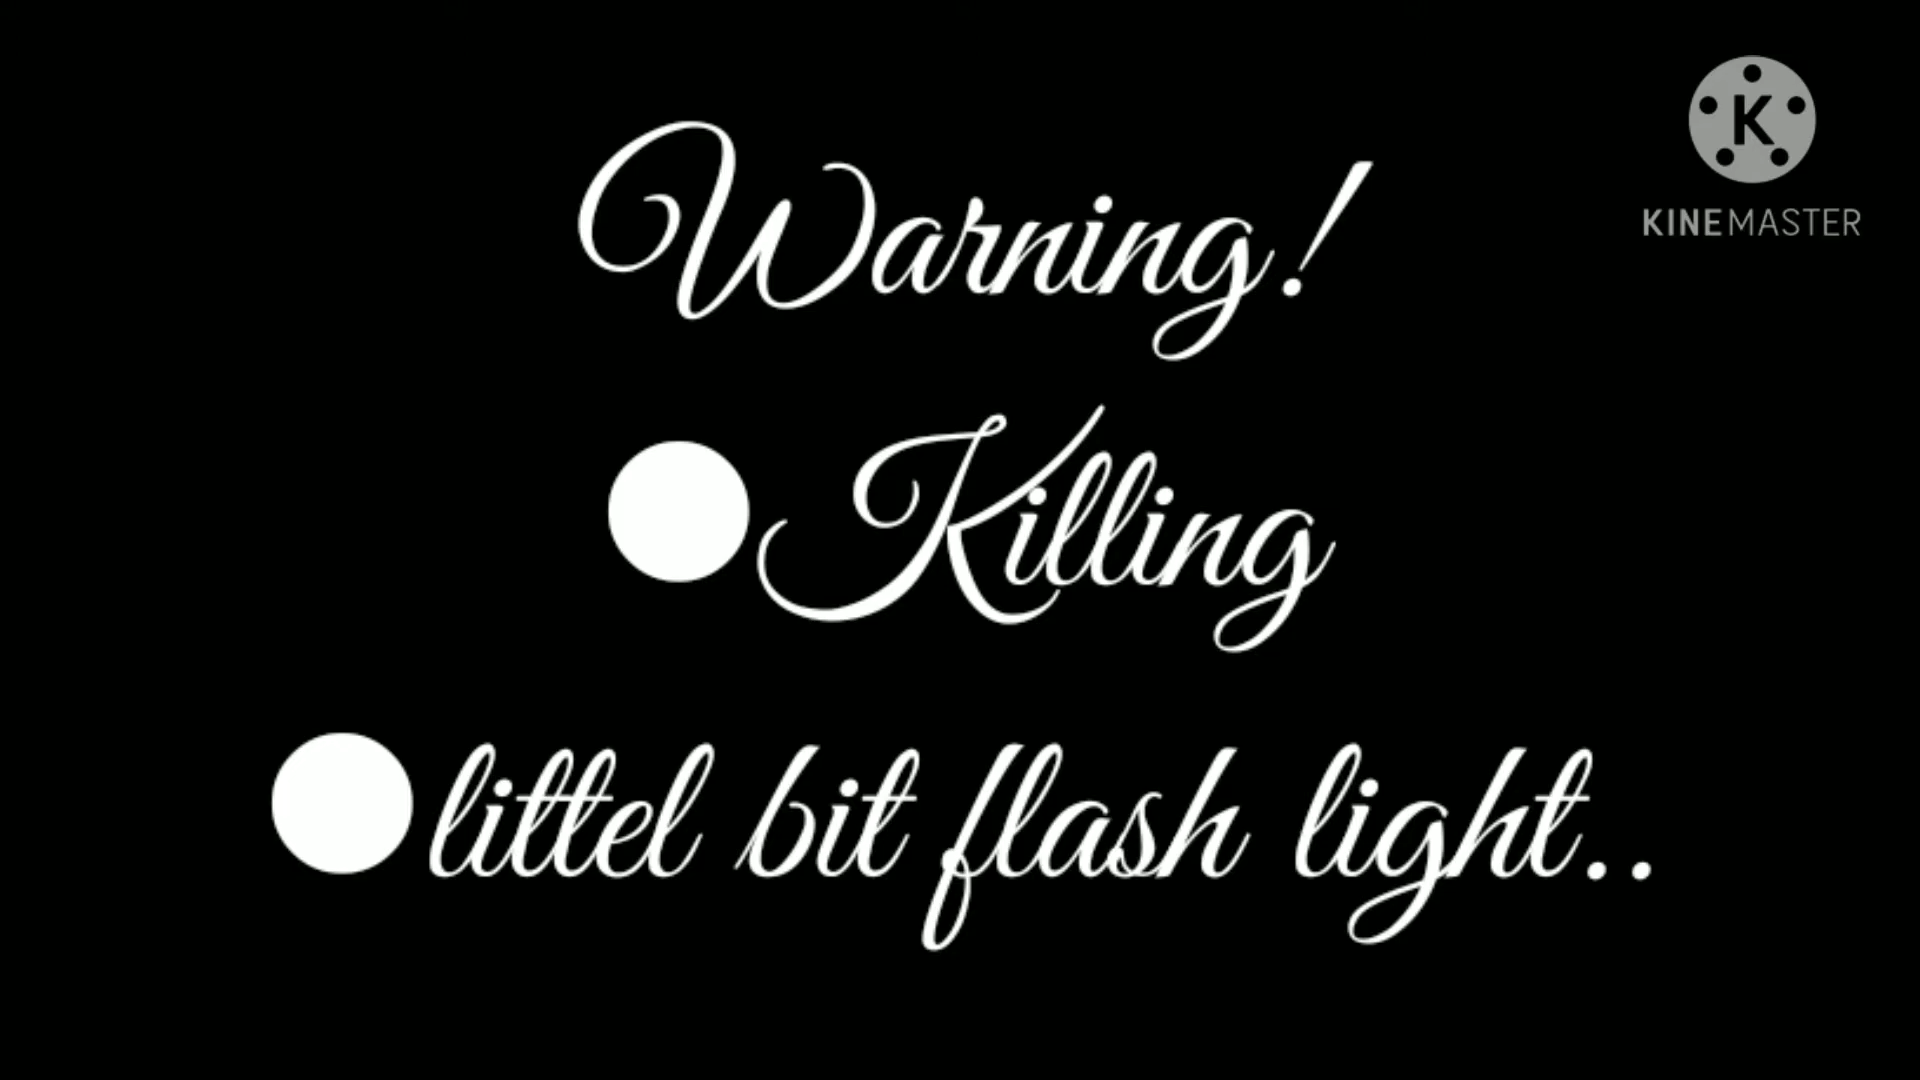 Warning!
K
KINEMASTER
●Killing
●littel bit flash light..